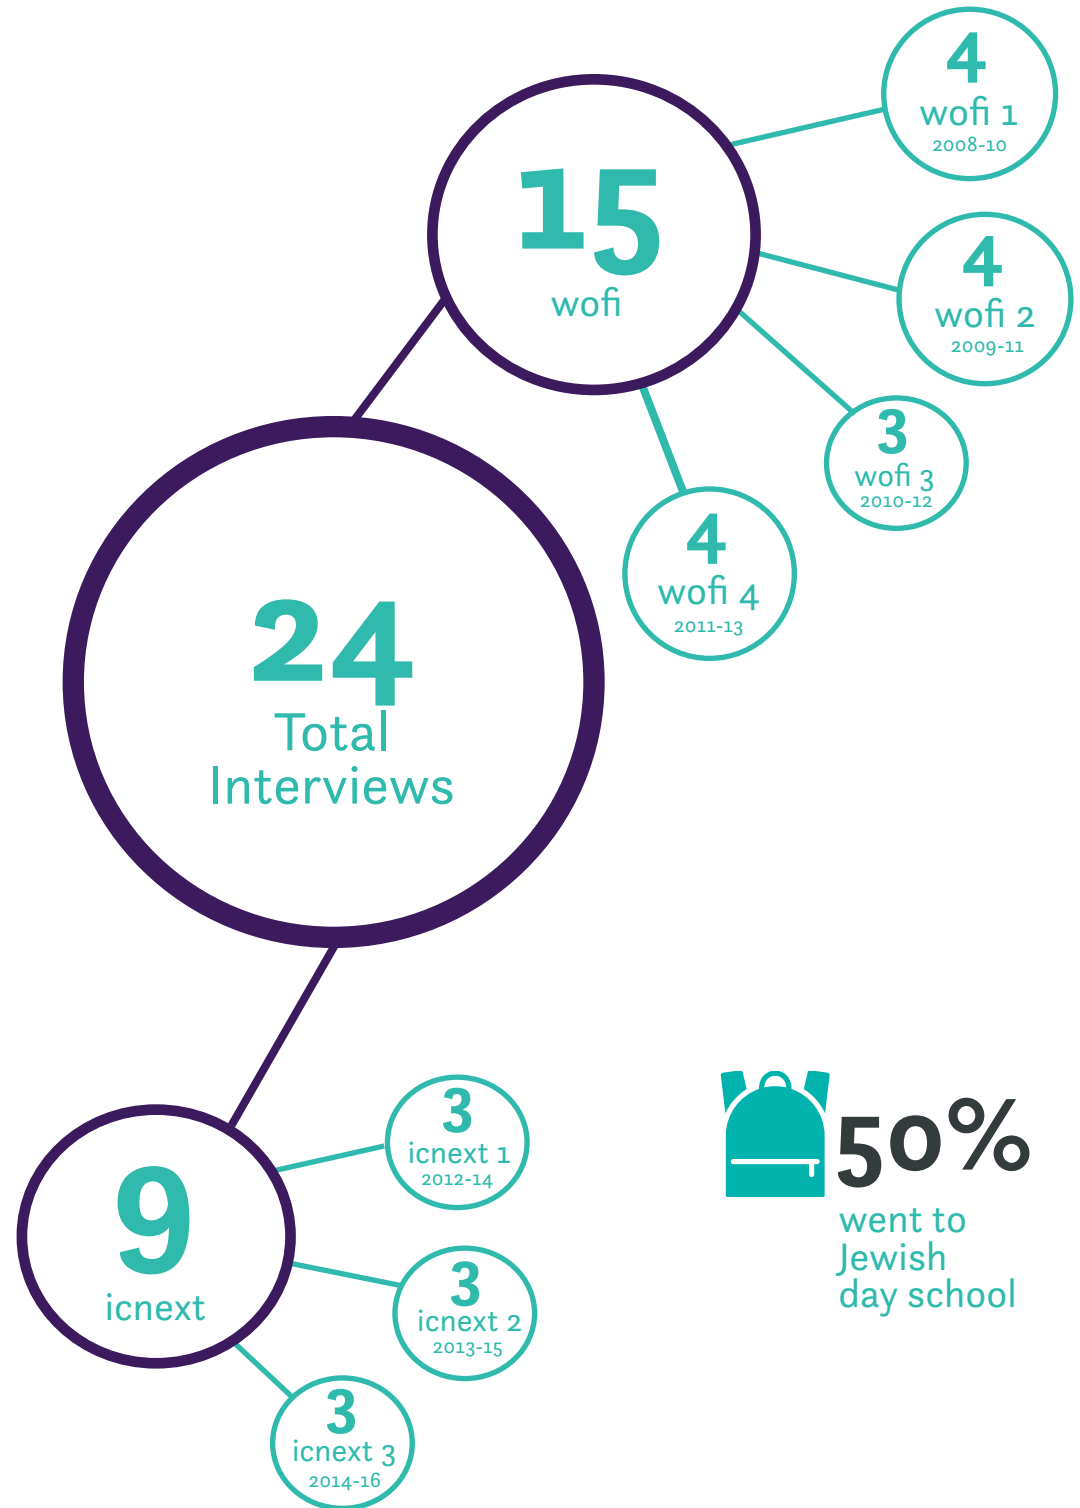 4
wofi 1
2008-10
15
wofi
4
wofi 2
2009-11
3
wofi 3
2010-12
4
wofi 4
2011-13
24
Total
Interviews
9
icnext
3
icnext 1
2012-14
3
icnext 2
2013-15
3
icnext 3
2014-16
50%
went to
Jewish
day school